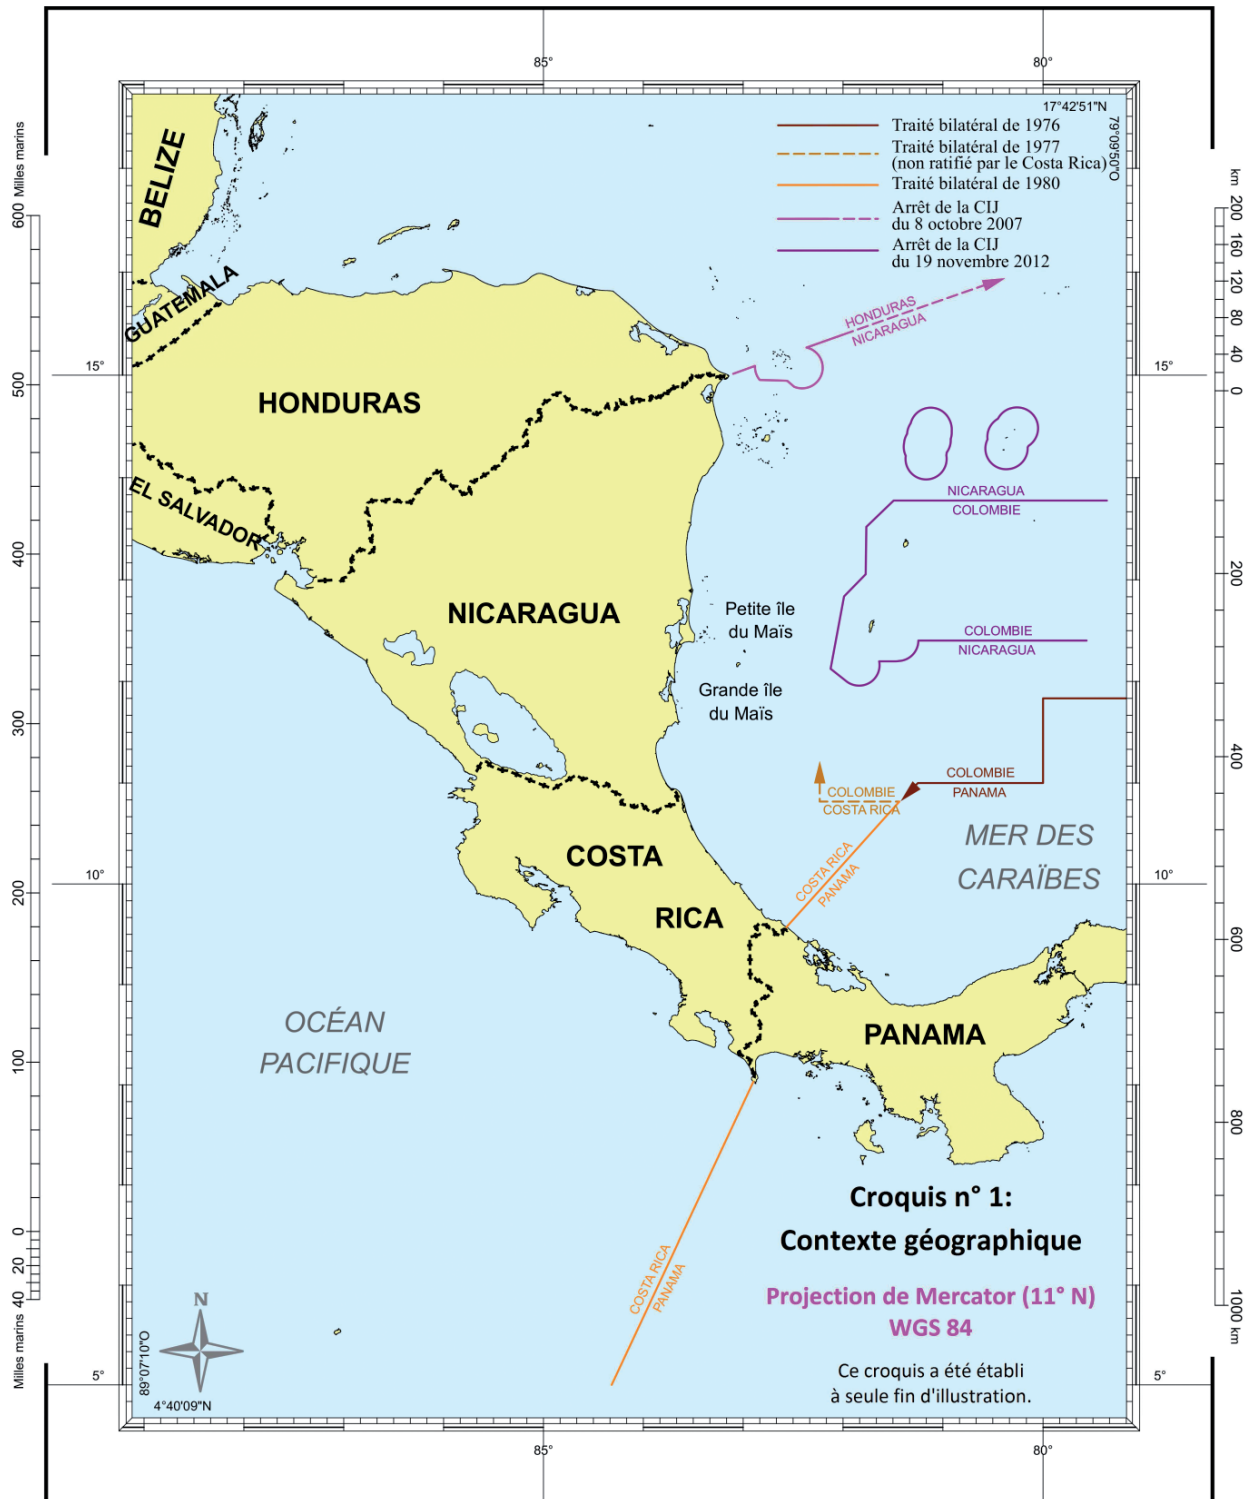 85°
80°
17°42'51"N
79°09'50"O
Traité bilatéral de 1976
Traité bilatéral de 1977
(non ratifié par le Costa Rica)
Traité bilatéral de 1980
Arrêt de la CIJ
du 8 octobre 2007
Arrêt de la CIJ
du 19 novembre 2012
Milles marins
600
500
400
300
200
100
0
20
40
Milles marins
km
200
160
120
80
40
0
200
400
600
800
1000 km
BELIZE
GUATEMALA
HONDURAS
NICARAGUA
15°
15°
HONDURAS
EL SALVADOR
NICARAGUA
COLOMBIE
NICARAGUA
Petite île
du Maïs
COLOMBIE
NICARAGUA
Grande île
du Maïs
COLOMBIE
PANAMA
COLOMBIE
COSTA RICA
MER DES
CARAÏBES
COSTA RICA
PANAMA
COSTA
RICA
10°
10°
OCÉAN
PACIFIQUE
PANAMA
COSTA RICA
PANAMA
Croquis n° 1:
Contexte géographique
Projection de Mercator (11° N)
WGS 84
Ce croquis a été établi
à seule fin d'illustration.
N
89°07'10"O
4°40'09"N
5°
5°
85°
80°